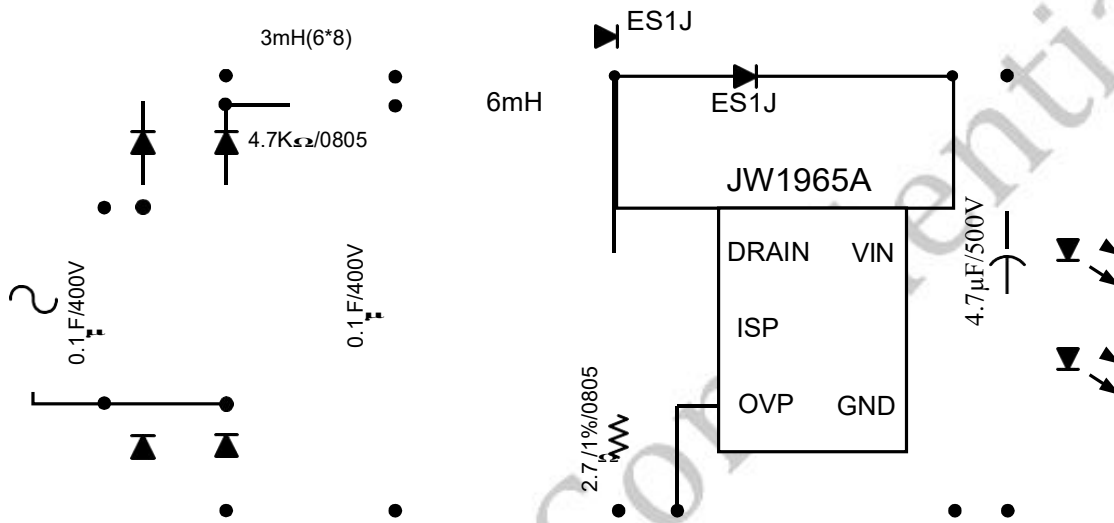 ES1J
3mH(6*8)
6mH
ES1J
4.7KΩ/0805
JW1965A
DRAIN VIN
4.7μF/500V
0.1 F/400V
μ
0.1 F/400V
μ
ISP
2.7 /1%/0805
Ω
OVP GND